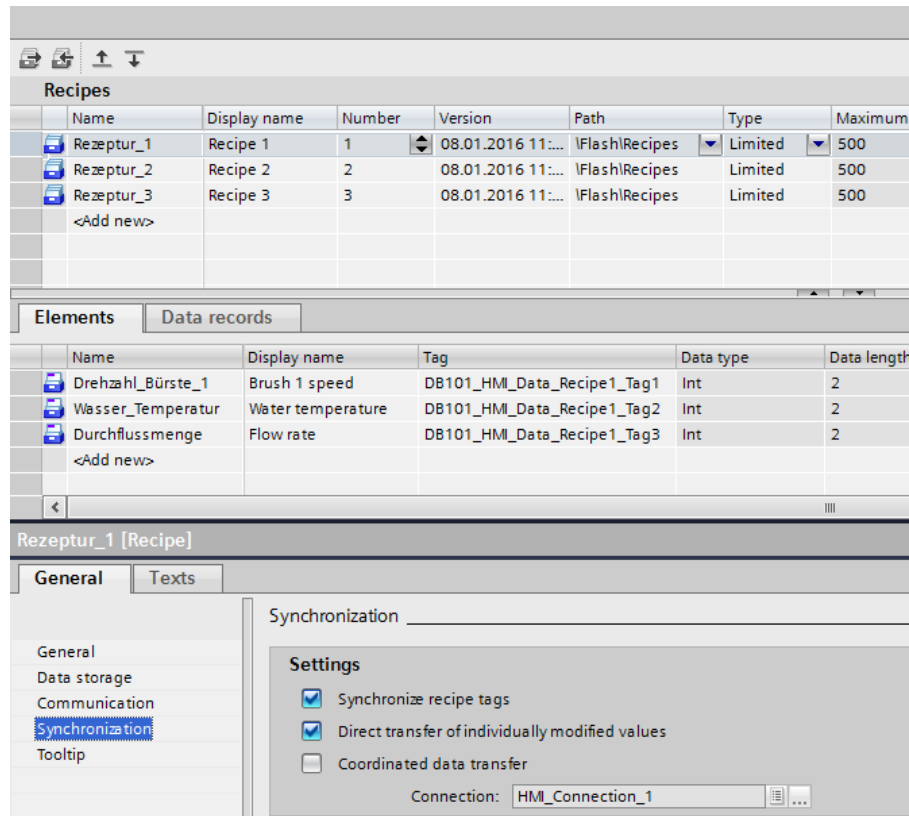 Recipes
Name Display name Number Version Path Type Maximum
Rezeptur_1 Recipe 1 1 08.01.2016 11:... \Flash\Recipes Limited 500
Rezeptur_2 Recipe 2 2 08.01.2016 11:... \Flash\Recipes Limited 500
Rezeptur_3 Recipe 3 3 08.01.2016 11:... \Flash\Recipes Limited 500
<Add new>
Elements Data records
Name Display name Tag Data type Data length
Drehzahl_Bürste_1 Brush 1 speed DB101_HMI_Data_Recipe1_Tag1 Int 2
Wasser_Temperatur Water temperature DB101_HMI_Data_Recipe1_Tag2 Int 2
Durchflussmenge Flow rate DB101_HMI_Data_Recipe1_Tag3 Int 2
<Add new>
Rezeptur_1 [Recipe]
General Texts
General
Data storage
Communication
Synchronization
Tooltip
Synchronization
Settings
Synchronize recipe tags
Direct transfer of individually modified values
Coordinated data transfer
Connection: HMI_Connection_1